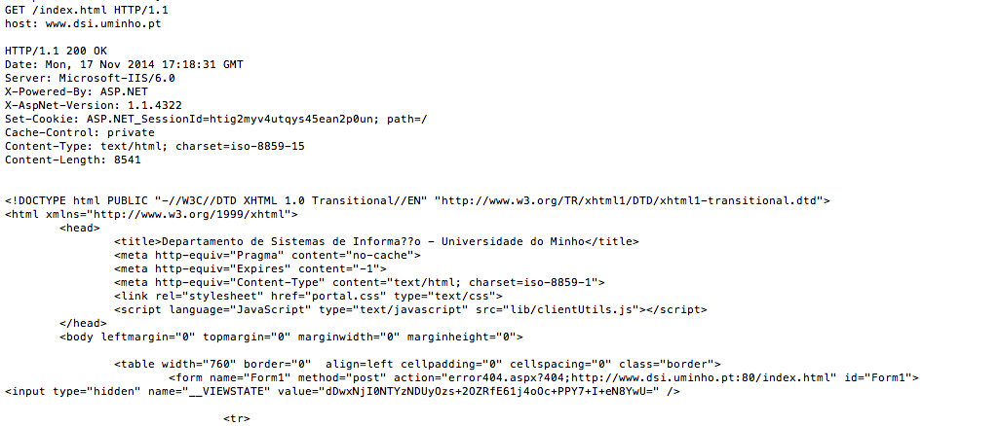 GET /index.html HTTP/1.1
host: www.dsi.uminho.pt

HTTP/1.1 200 OK
Date: Mon, 17 Nov 2014 17:18:31 GMT
Server: Microsoft-IIS/6.0
X-Powered-By: ASP.NET
X-AspNet-Version: 1.1.4322
Set-Cookie: ASP.NET_SessionId=htig2myv4utqys45ean2p0un; path=/
Cache-Control: private
Content-Type: text/html; charset=iso-8859-15
Content-Length: 8541

<!DOCTYPE html PUBLIC "-//W3C//DTD XHTML 1.0 Transitional//EN" "http://www.w3.org/TR/xhtml1/DTD/xhtml1-transitional.dtd">
<html xmlns="http://www.w3.org/1999/xhtml">
<head>
<title>Departamento de Sistemas de Informa??o - Universidade do Minho</title>
<meta http-equiv="Pragma" content="no-cache">
<meta http-equiv="Expires" content="-1">
<meta http-equiv="Content-Type" content="text/html; charset=iso-8859-1">
<link rel="stylesheet" href="portal.css" type="text/css">
<script language="JavaScript" type="text/javascript" src="lib/clientUtils.js"></script>
</head>
<body leftmargin="0" topmargin="0" marginwidth="0" marginheight="0">

<table width="760" border="0"  align=left cellpadding="0" cellspacing="0" class="border">
<form name="Form1" method="post" action="error404.aspx?404;http://www.dsi.uminho.pt:80/index.html" id="Form1">
<input type="hidden" name="__VIEWSTATE" value="dDwxNjI0NTYzNDUyOzs+2OZRfE61j4oOc+PPY7+I+eN8YwU=" />

<tr>